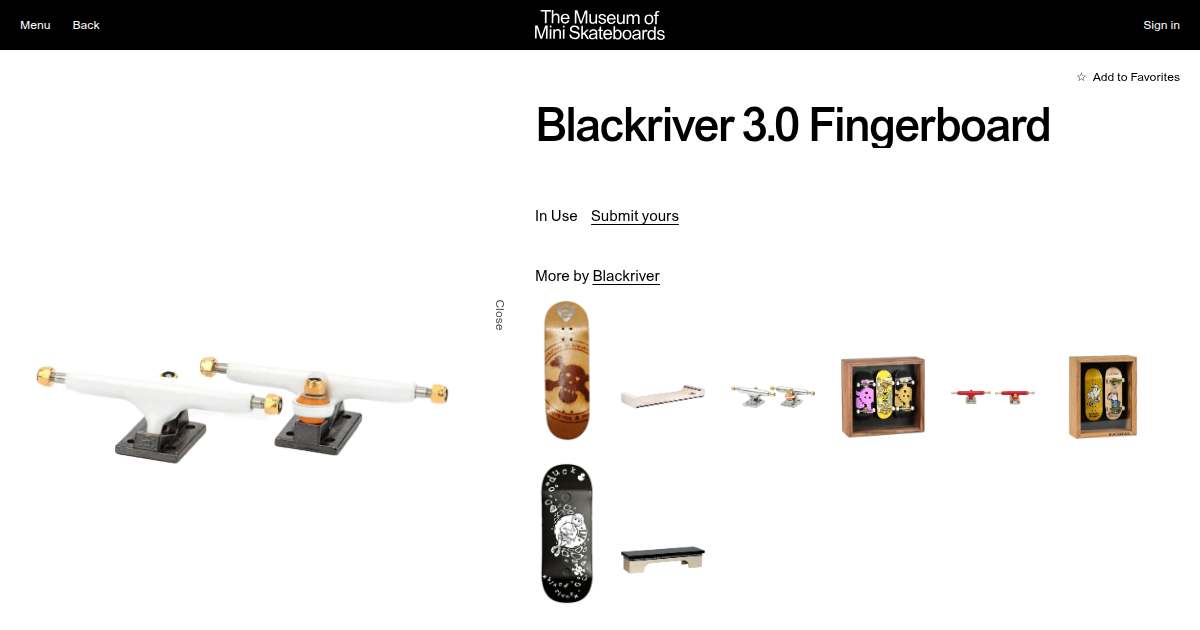 Menu
Back
The Museum of
Mini Skateboards
Sign in
☆ Add to Favorites
Blackriver 3.0 Fingerboard
In Use
Submit yours
More by Blackriver
Close